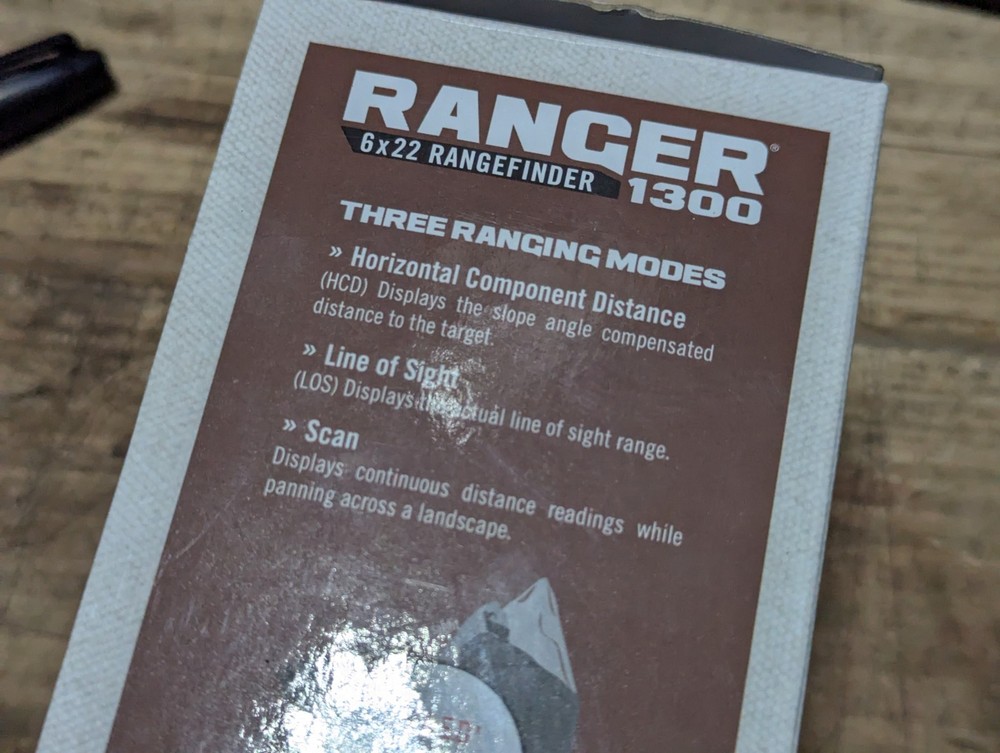 RANGER®
6x22 RANGEFINDER
1300
THREE RANGING MODES
» Horizontal Component Distance
(HCD) Displays the slope angle compensated
distance to the target.
» Line of Sight
(LOS) Displays the actual line of sight range.
» Scan
Displays continuous distance readings while
panning across a landscape.